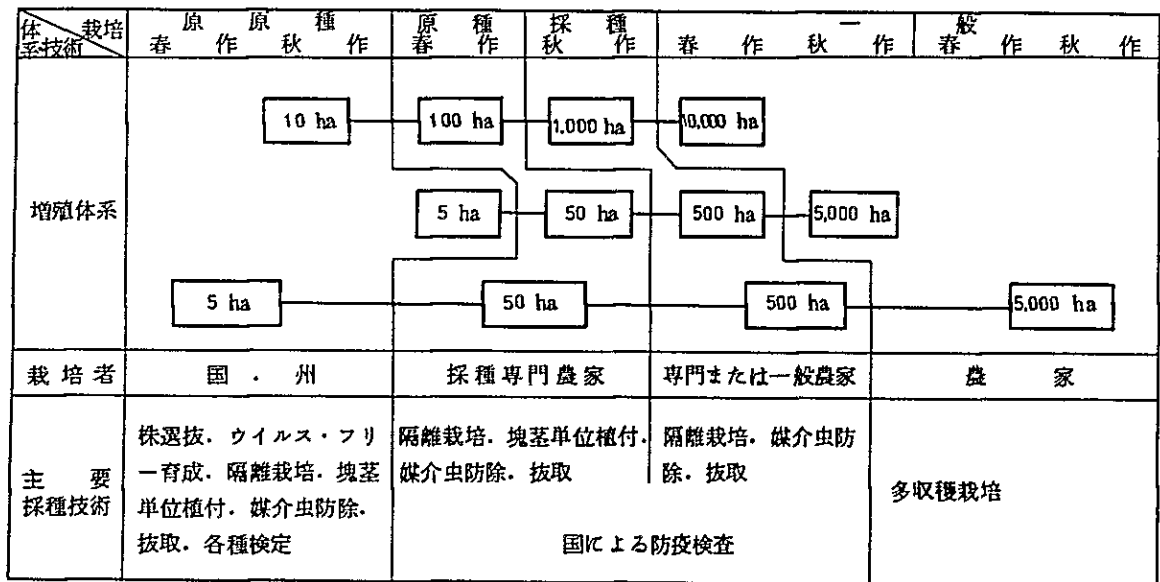 体 栽培 原 原 種 原 種 採 種 一 般
系技術 春 作 秋 作 春 作 秋 作 春 作 秋 作 春 作 秋 作
10 ha 100 ha 1,000 ha 10,000 ha
増殖体系 5 ha 50 ha 500 ha 5,000 ha
5 ha 50 ha 500 ha 5,000 ha
栽培者 国・州 採種専門農家 専門または一般農家 農 家
主 要
採種技術
株選抜. ウイルス・フリ
ー育成. 隔離栽培. 塊茎
単位植付. 媒介虫防除.
抜取. 各種検定
隔離栽培. 塊茎単位植付.
媒介虫防除. 抜取
隔離栽培. 媒介虫防
除. 抜取
国による防疫検査
多収穫栽培